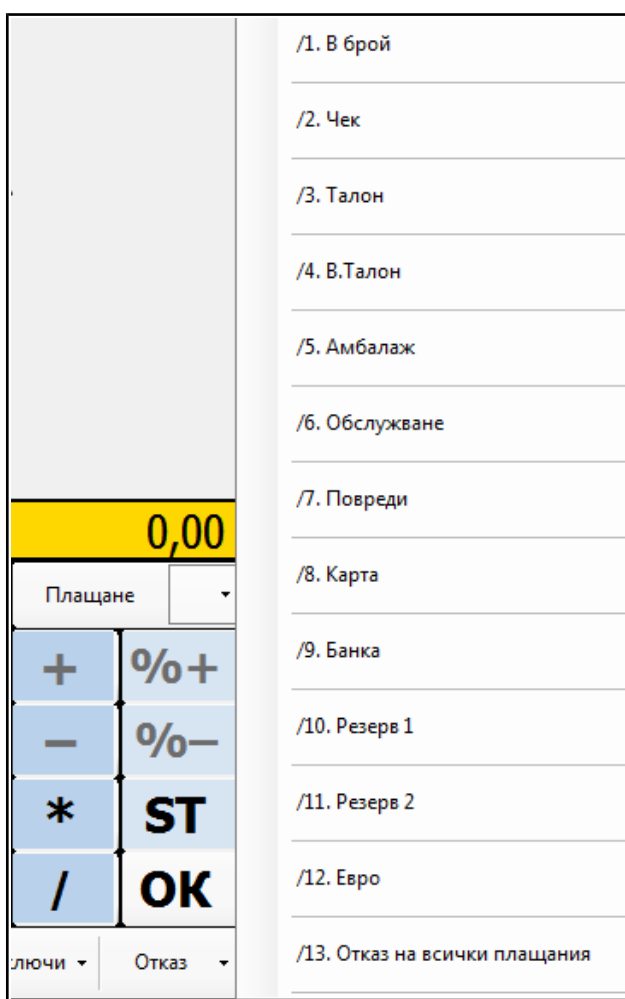 /1. В брой
/2. Чек
/3. Талон
/4. В.Талон
/5. Амбалаж
/6. Обслужване
/7. Повреди
/8. Карта
/9. Банка
/10. Резерв 1
/11. Резерв 2
/12. Евро
/13. Отказ на всички плащания
0,00
Плащане
+ %+
− %−
* ST
/ OK
лючи Отказ